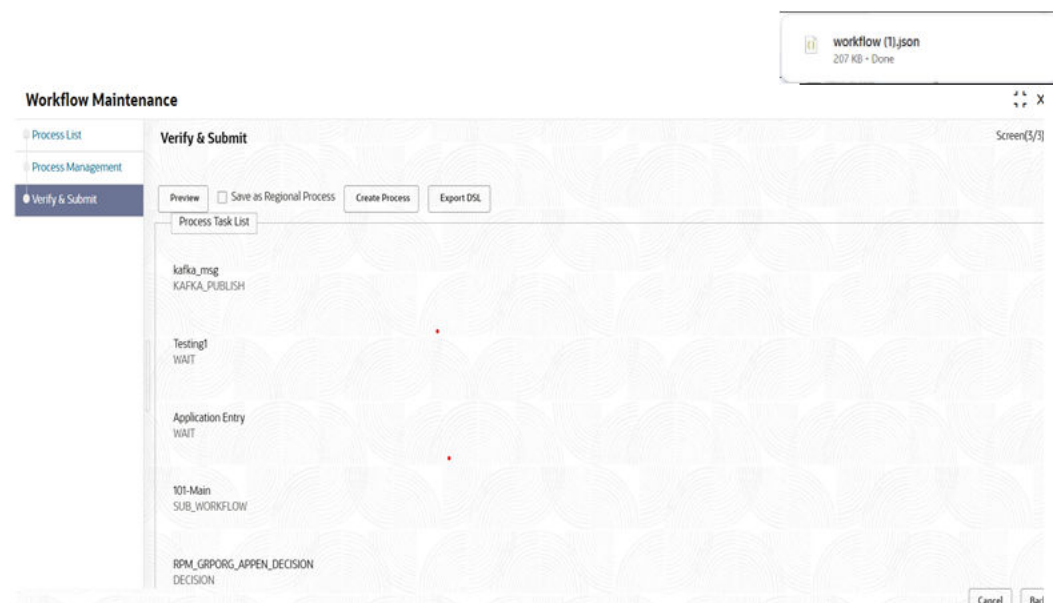 workflow (1).json
207 KB • Done
Workflow Maintenance
Process List
Process Management
Verify & Submit
Verify & Submit
Screen(3/3)
Preview
Save as Regional Process
Create Process
Export DSL
Process Task List
kafka_msg
KAFKA_PUBLISH
Testing1
WAIT
Application Entry
WAIT
101-Main
SUB_WORKFLOW
RPM_GRPORG_APPEN_DECISION
DECISION
Cancel
Back